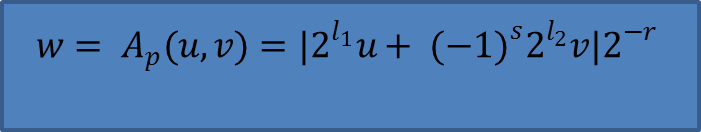 w = A_p(u, v) = |2^{l_1}u + (−1)^s 2^{l_2}v|2^{−r}